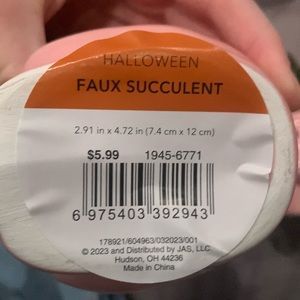 HALLOWEEN
FAUX SUCCULENT
2.91 in x 4.72 in (7.4 cm x 12 cm)
$5.99 1945-6771
6 975403 392943
178921/604963/032023/001
© 2023 and Distributed by JAS, LLC.
Hudson, OH 44236
Made in China